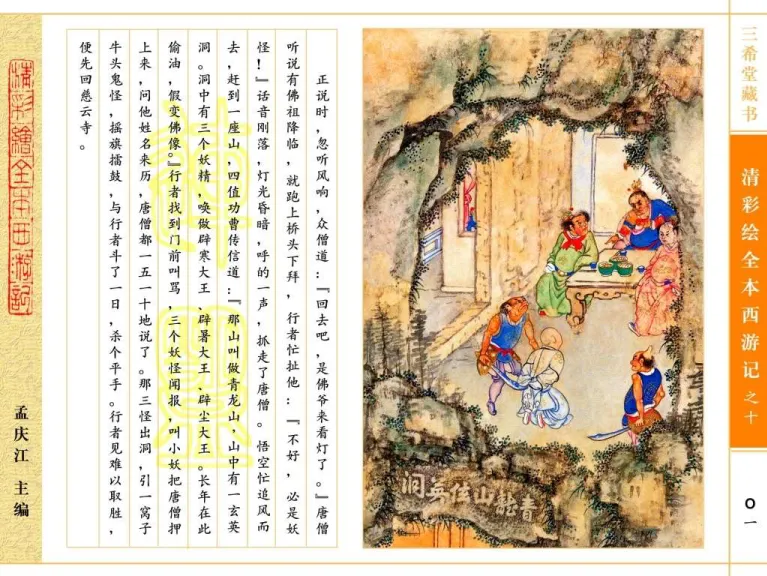 三希堂藏书
清彩绘全本西游记之十
〇一
青龍山伭英洞
正说时，忽听风响，众僧道：『回去吧，是佛爷来看灯了。』唐僧
听说有佛祖降临，就跑上桥头下拜，行者忙扯他：『不好，必是妖
怪！』话音刚落，灯光昏暗，呼的一声，抓走了唐僧。悟空忙追风而
去，赶到一座山，四值功曹传信道：『那山叫做青龙山，山中有一玄英
洞。洞中有三个妖精，唤做辟寒大王 辟暑大王、辟尘大王。长年在此
偷油，假变佛像。』行者找到门前叫骂，三个妖怪闻报，叫小妖把唐僧押
上来，问他姓名来历，唐僧都一五一十地说了。那三怪出洞，引一窝子
牛头鬼怪，摇旗擂鼓，与行者斗了一日，杀个平手。行者见难以取胜，
便先回慈云寺。
清彩繪全本西游記
孟庆江 主编